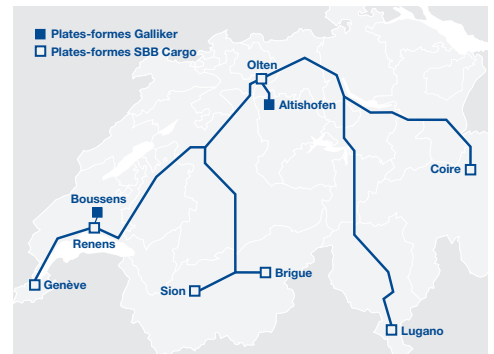 Plates-formes Galliker
Plates-formes SBB Cargo
Olten
Altishofen
Coire
Boussens
Renens
Genève
Sion
Brigue
Lugano